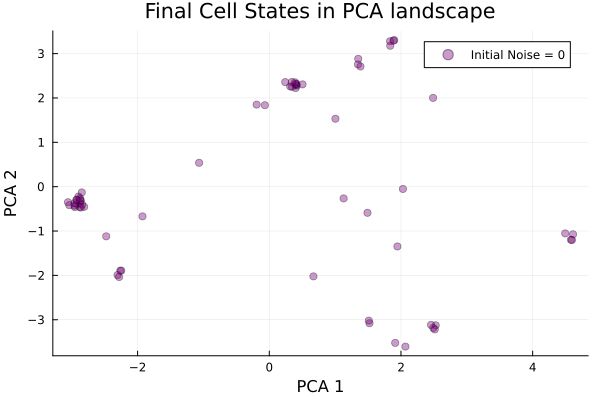 Final Cell States in PCA landscape
Initial Noise = 0
3
2
1
0
−1
−2
−3
PCA 2
−2
0
2
4
PCA 1